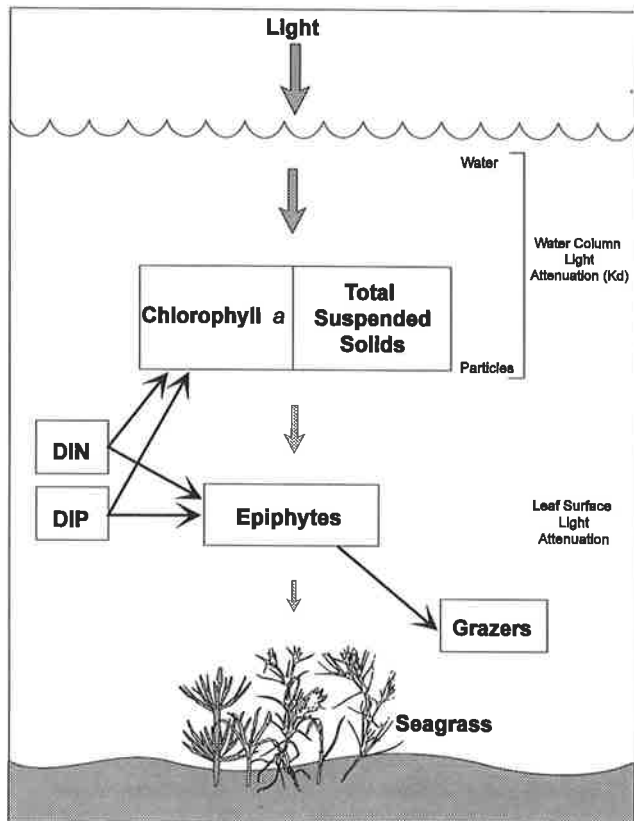 Light
Water
Water Column
Light
Attenuation (Kd)
Chlorophyll a
Total
Suspended
Solids
Particles
DIN
DIP
Epiphytes
Leaf Surface
Light
Attenuation
Grazers
Seagrass